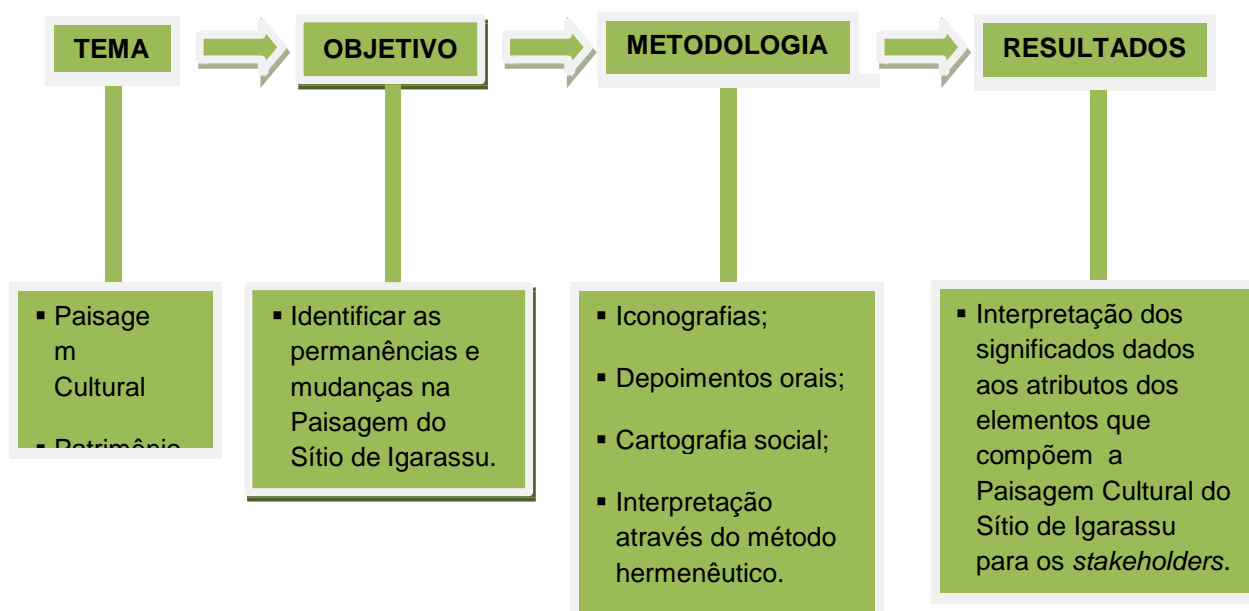 TEMA
OBJETIVO
METODOLOGIA
RESULTADOS
▪ Paisage
m
Cultural
▪ Identificar as
permanências e
mudanças na
Paisagem do
Sítio de Igarassu.
▪ Iconografias;
▪ Depoimentos orais;
▪ Cartografia social;
▪ Interpretação
através do método
hermenêutico.
▪ Interpretação dos
significados dados
aos atributos dos
elementos que
compõem a
Paisagem Cultural do
Sítio de Igarassu
para os stakeholders.